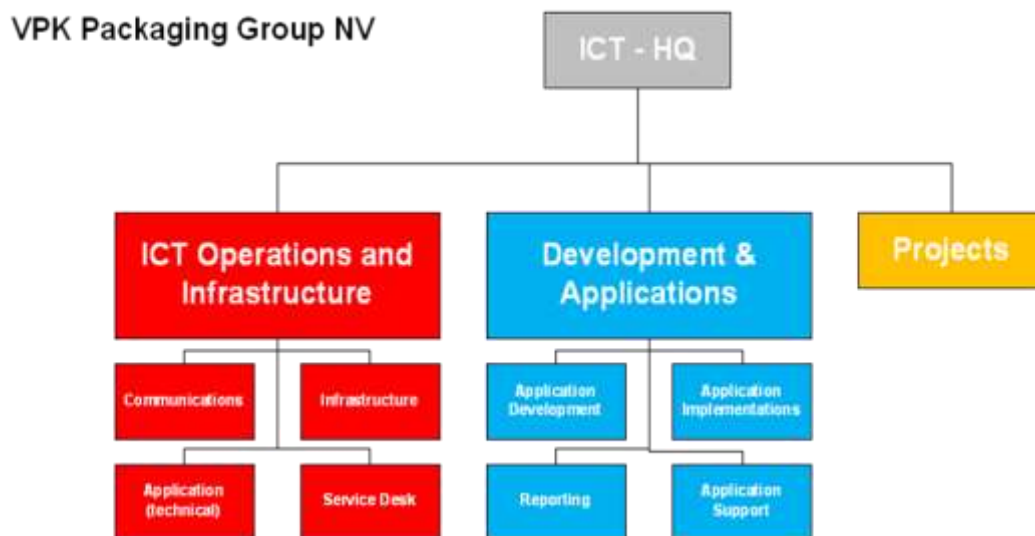 VPK Packaging Group NV
ICT - HQ
ICT Operations and
Infrastructure
Development &
Applications
Projects
Communications
Infrastructure
Application
Development
Application
Implementations
Application
(technical)
Service Desk
Reporting
Application
Support